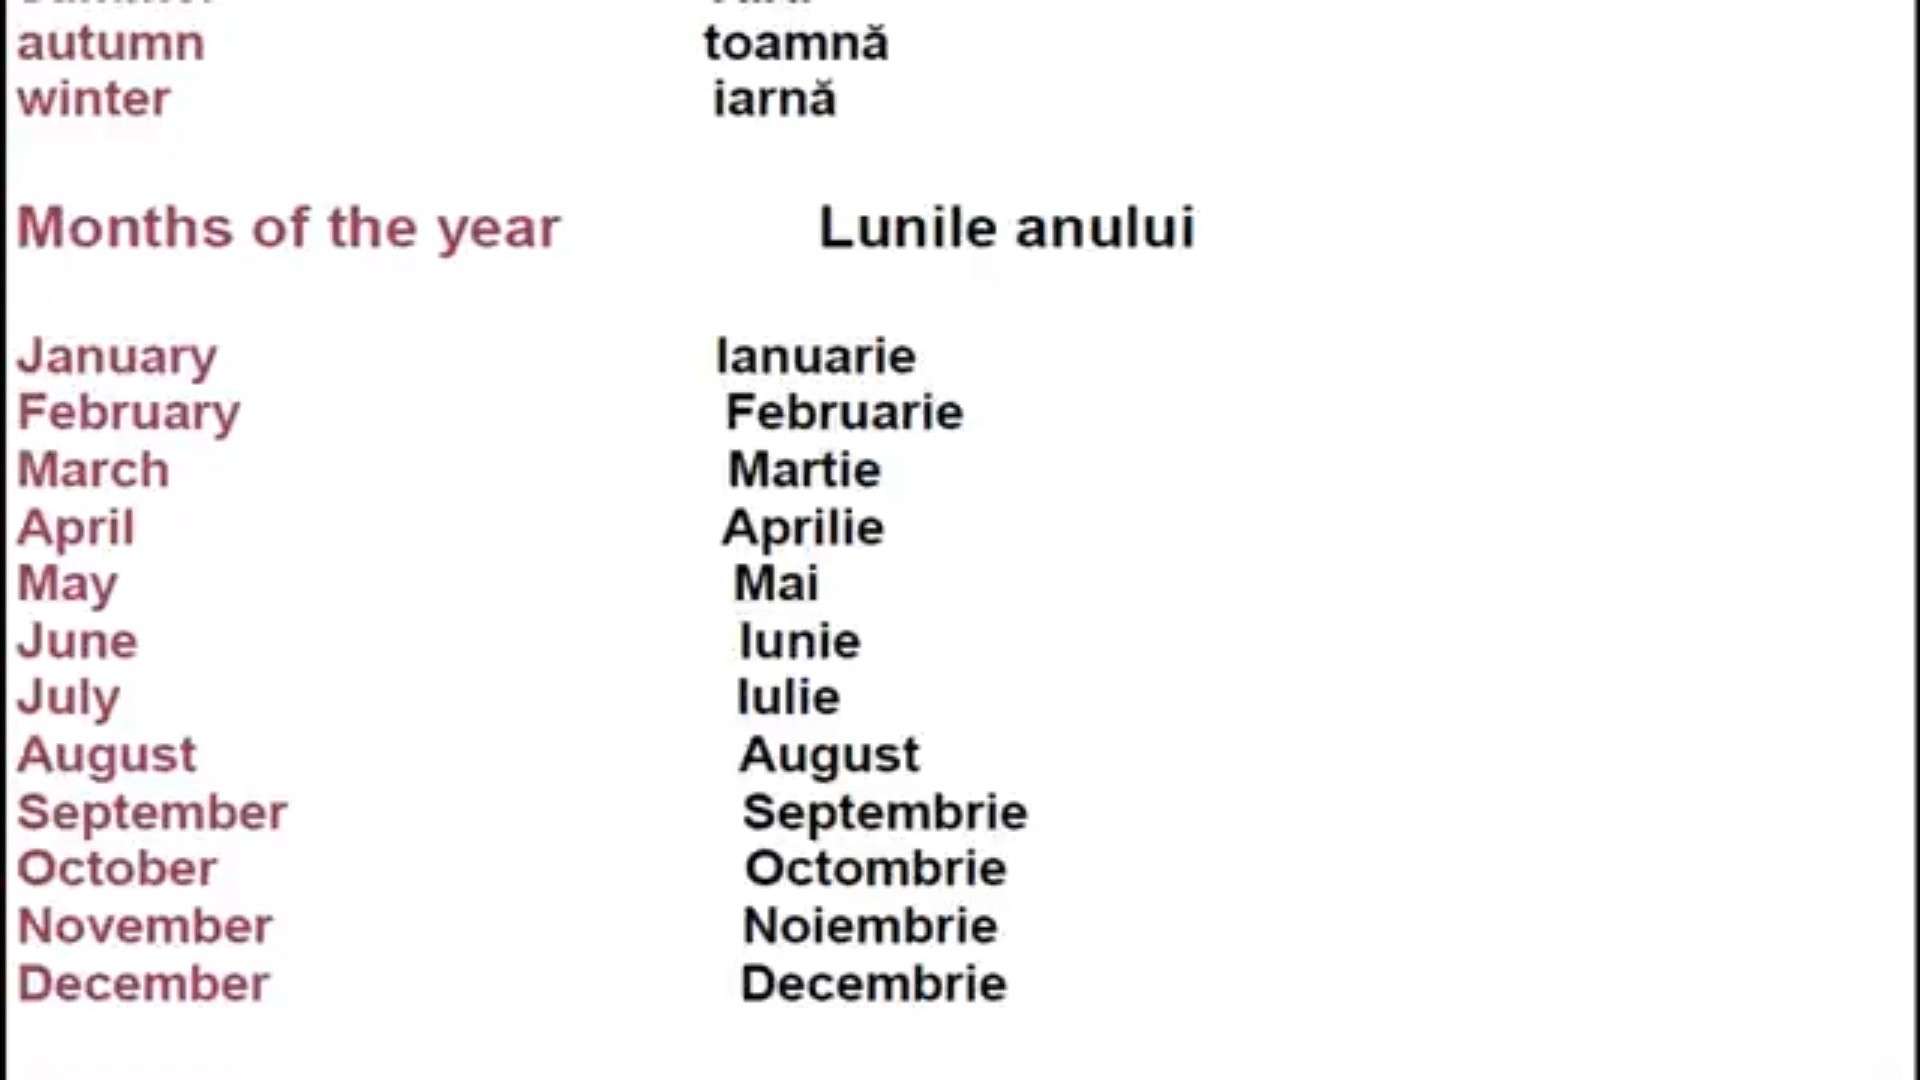 autumn toamnă
winter iarnă
Months of the year Lunile anului
January Ianuarie
February Februarie
March Martie
April Aprilie
May Mai
June Iunie
July Iulie
August August
September Septembrie
October Octombrie
November Noiembrie
December Decembrie